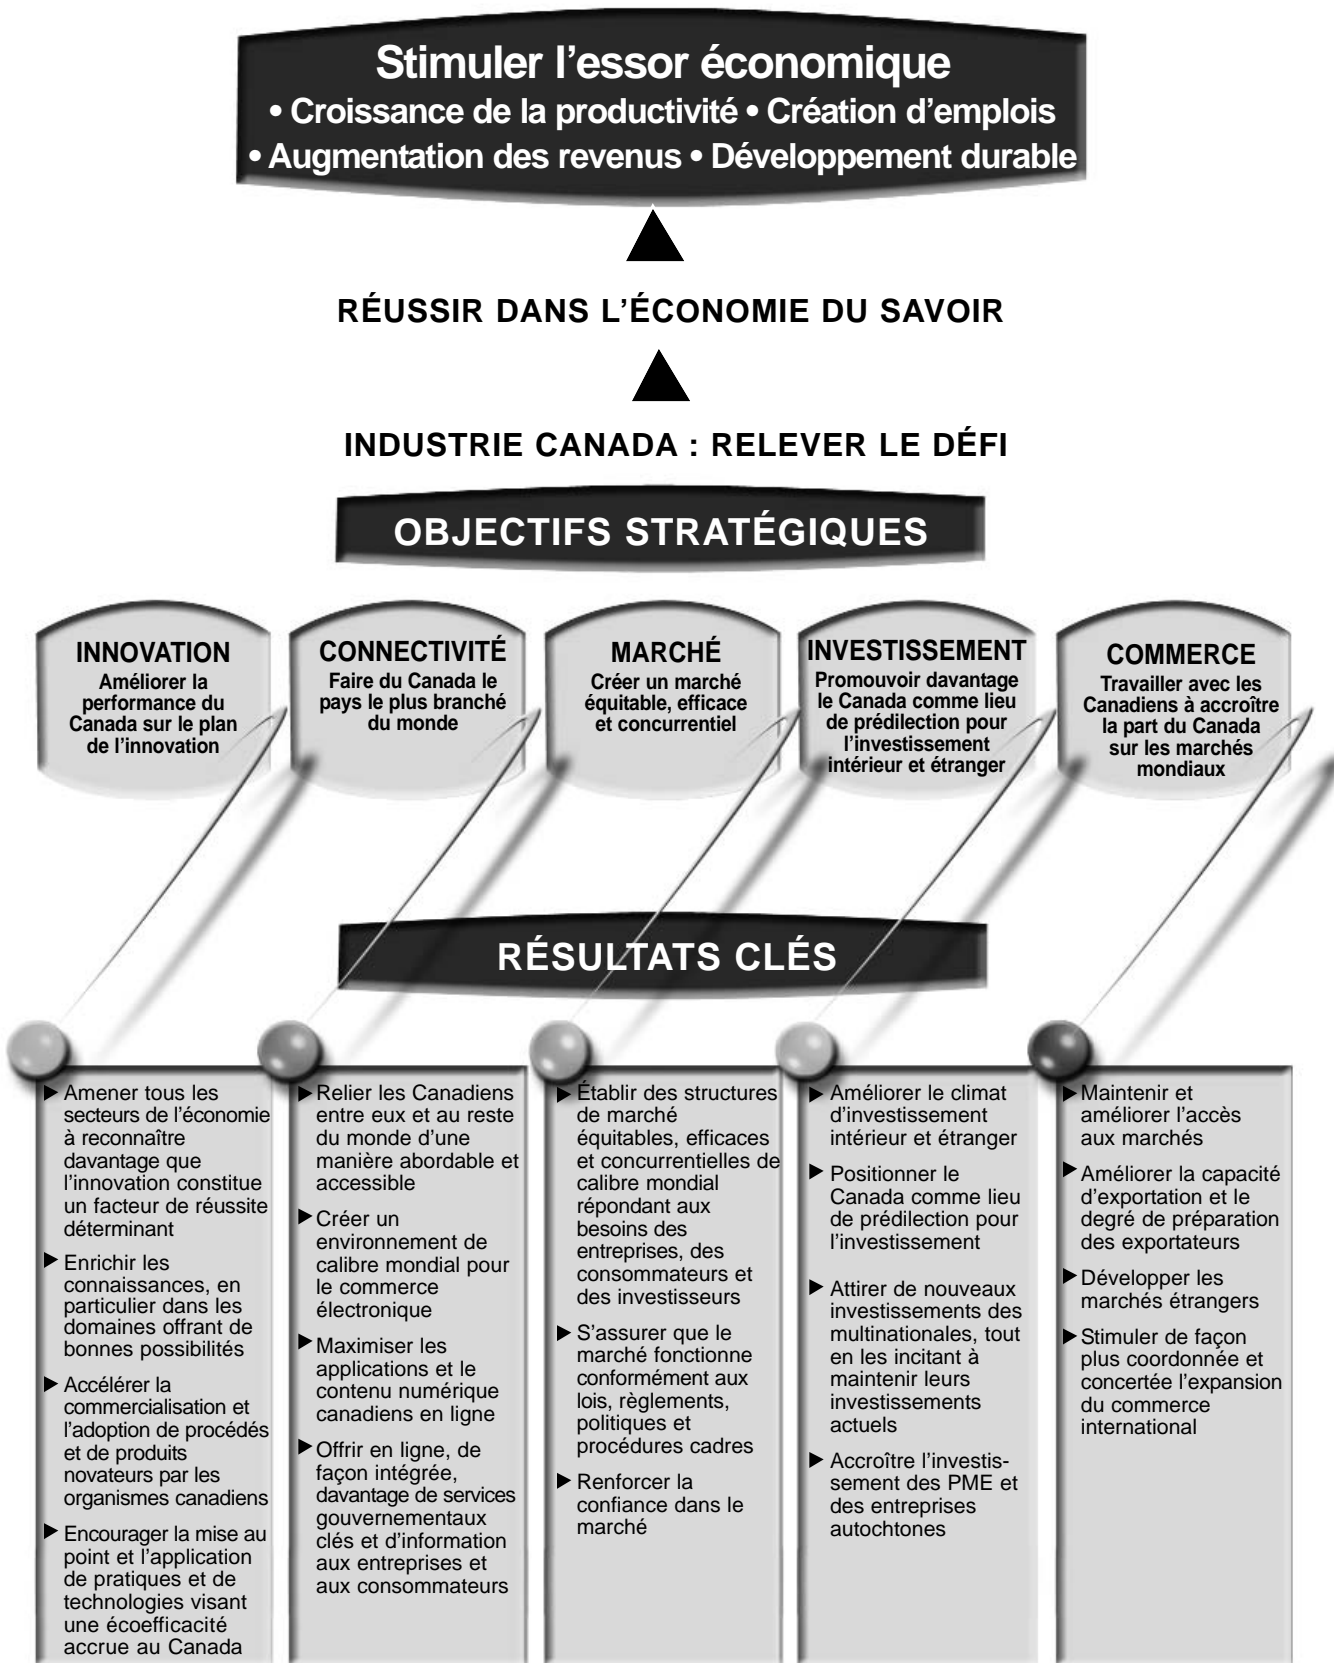 Stimuler l’essor économique
• Croissance de la productivité • Création d’emplois
• Augmentation des revenus • Développement durable
RÉUSSIR DANS L’ÉCONOMIE DU SAVOIR
INDUSTRIE CANADA : RELEVER LE DÉFI
OBJECTIFS STRATÉGIQUES
INNOVATION
Améliorer la
performance du
Canada sur le plan
de l’innovation
CONNECTIVITÉ
Faire du Canada le
pays le plus branché
du monde
MARCHÉ
Créer un marché
équitable, efficace
et concurrentiel
INVESTISSEMENT
Promouvoir davantage
le Canada comme lieu
de prédilection pour
l’investissement
intérieur et étranger
COMMERCE
Travailler avec les
Canadiens à accroître
la part du Canada
sur les marchés
mondiaux
RÉSULTATS CLÉS
Amener tous les
secteurs de l’économie
à reconnaître
davantage que
l’innovation constitue
un facteur de réussite
déterminant
Enrichir les
connaissances, en
particulier dans les
domaines offrant de
bonnes possibilités
Accélérer la
commercialisation et
l’adoption de procédés
et de produits
novateurs par les
organismes canadiens
Encourager la mise au
point et l’application
de pratiques et de
technologies visant
une écoefficacité
accrue au Canada
Relier les Canadiens
entre eux et au reste
du monde d’une
manière abordable et
accessible
Créer un
environnement de
calibre mondial pour
le commerce
électronique
Maximiser les
applications et le
contenu numérique
canadiens en ligne
Offrir en ligne, de
façon intégrée,
davantage de services
gouvernementaux
clés et d’information
aux entreprises et
aux consommateurs
Établir des structures
de marché
équitables, efficaces
et concurrentielles de
calibre mondial
répondant aux
besoins des
entreprises, des
consommateurs et
des investisseurs
S’assurer que le
marché fonctionne
conformément aux
lois, règlements,
politiques et
procédures cadres
Renforcer la
confiance dans le
marché
Améliorer le climat
d’investissement
intérieur et étranger
Positionner le
Canada comme lieu
de prédilection pour
l’investissement
Attirer de nouveaux
investissements des
multinationales, tout
en les incitant à
maintenir leurs
investissements
actuels
Accroître l’investis-
sement des PME et
des entreprises
autochtones
Maintenir et
améliorer l’accès
aux marchés
Améliorer la capacité
d’exportation et le
degré de préparation
des exportateurs
Développer les
marchés étrangers
Stimuler de façon
plus coordonnée et
concertée l’expansion
du commerce
international